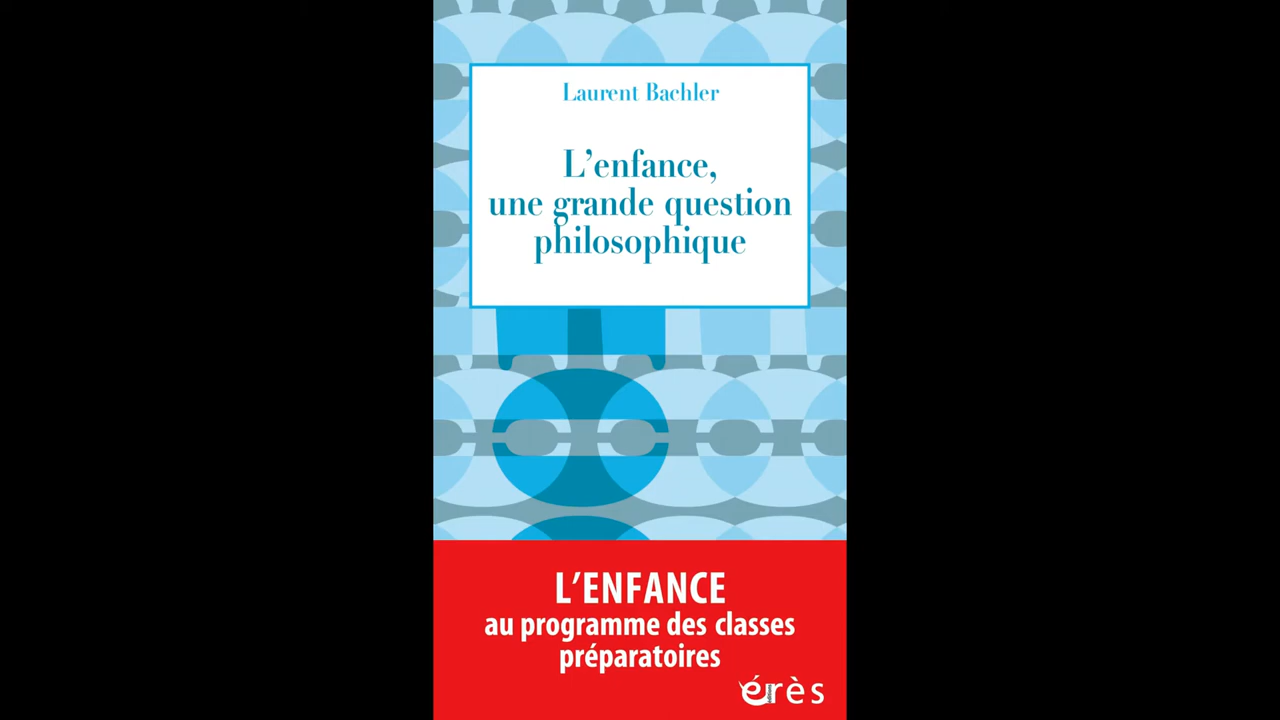 Laurent Bachler
L’enfance,
une grande question
philosophique
L’ENFANCE
au programme des classes
préparatoires
érès